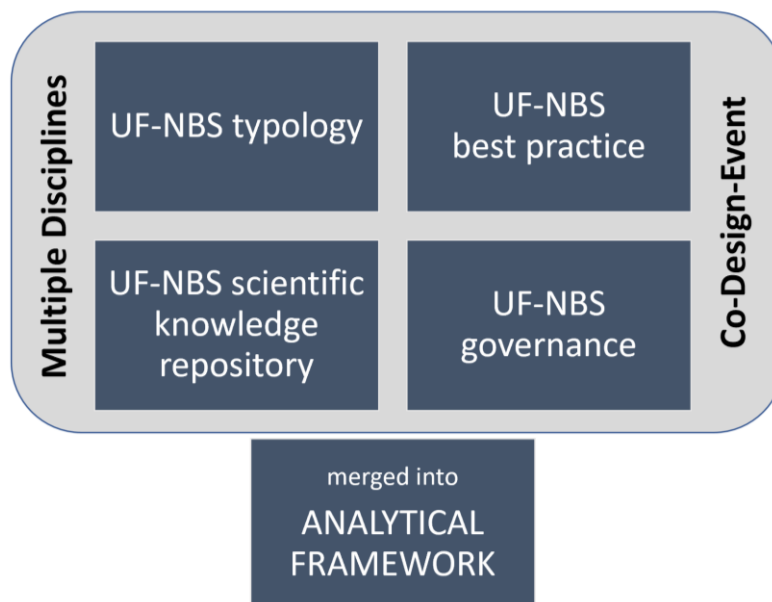 Multiple Disciplines
UF-NBS typology
UF-NBS
best practice
UF-NBS scientific
knowledge
repository
UF-NBS
governance
Co-Design-Event
merged into
ANALYTICAL
FRAMEWORK